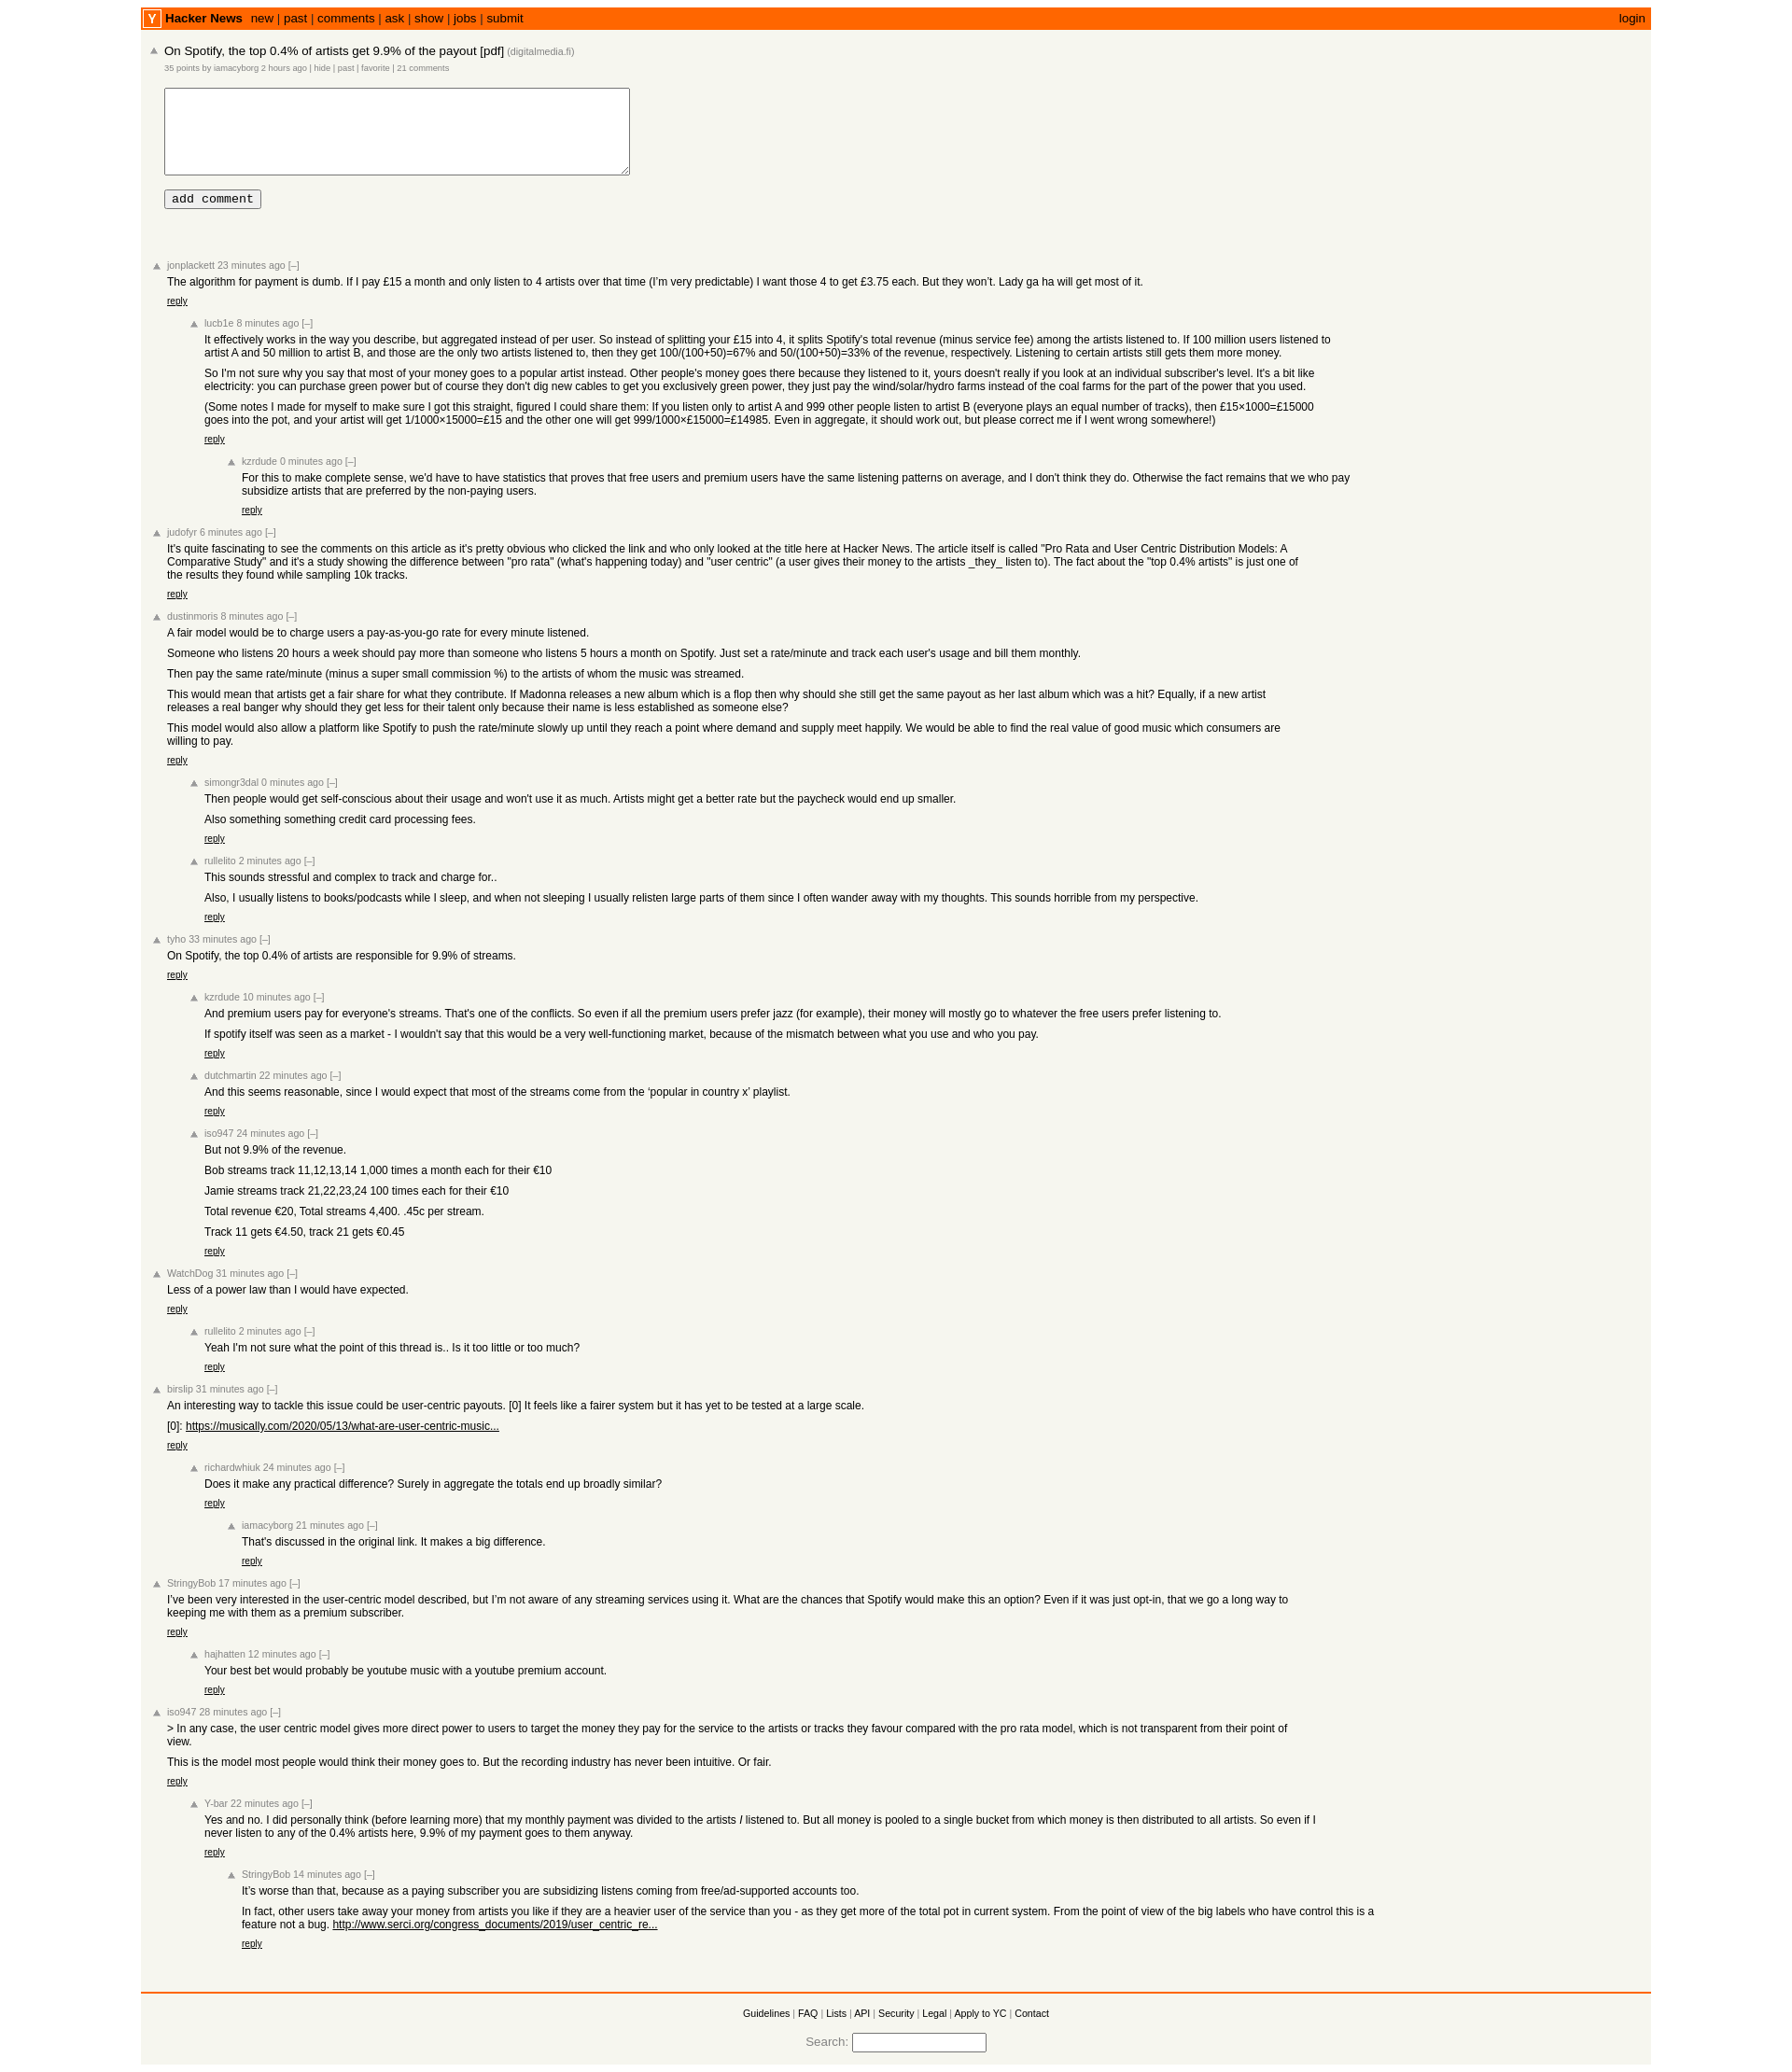 Y Hacker News new | past | comments | ask | show | jobs | submit login
On Spotify, the top 0.4% of artists get 9.9% of the payout [pdf] (digitalmedia.fi)
35 points by iamacyborg 2 hours ago | hide | past | favorite | 21 comments
add comment
jonplackett 23 minutes ago [–]
The algorithm for payment is dumb. If I pay £15 a month and only listen to 4 artists over that time (I’m very predictable) I want those 4 to get £3.75 each. But they won’t. Lady ga ha will get most of it.
reply
lucb1e 8 minutes ago [–]
It effectively works in the way you describe, but aggregated instead of per user. So instead of splitting your £15 into 4, it splits Spotify's total revenue (minus service fee) among the artists listened to. If 100 million users listened to
artist A and 50 million to artist B, and those are the only two artists listened to, then they get 100/(100+50)=67% and 50/(100+50)=33% of the revenue, respectively. Listening to certain artists still gets them more money.
So I'm not sure why you say that most of your money goes to a popular artist instead. Other people's money goes there because they listened to it, yours doesn't really if you look at an individual subscriber's level. It's a bit like
electricity: you can purchase green power but of course they don't dig new cables to get you exclusively green power, they just pay the wind/solar/hydro farms instead of the coal farms for the part of the power that you used.
(Some notes I made for myself to make sure I got this straight, figured I could share them: If you listen only to artist A and 999 other people listen to artist B (everyone plays an equal number of tracks), then £15×1000=£15000
goes into the pot, and your artist will get 1/1000×15000=£15 and the other one will get 999/1000×£15000=£14985. Even in aggregate, it should work out, but please correct me if I went wrong somewhere!)
reply
kzrdude 0 minutes ago [–]
For this to make complete sense, we'd have to have statistics that proves that free users and premium users have the same listening patterns on average, and I don't think they do. Otherwise the fact remains that we who pay
subsidize artists that are preferred by the non-paying users.
reply
judofyr 6 minutes ago [–]
It's quite fascinating to see the comments on this article as it's pretty obvious who clicked the link and who only looked at the title here at Hacker News. The article itself is called "Pro Rata and User Centric Distribution Models: A
Comparative Study" and it's a study showing the difference between "pro rata" (what's happening today) and "user centric" (a user gives their money to the artists _they_ listen to). The fact about the "top 0.4% artists" is just one of
the results they found while sampling 10k tracks.
reply
dustinmoris 8 minutes ago [–]
A fair model would be to charge users a pay-as-you-go rate for every minute listened.
Someone who listens 20 hours a week should pay more than someone who listens 5 hours a month on Spotify. Just set a rate/minute and track each user's usage and bill them monthly.
Then pay the same rate/minute (minus a super small commission %) to the artists of whom the music was streamed.
This would mean that artists get a fair share for what they contribute. If Madonna releases a new album which is a flop then why should she still get the same payout as her last album which was a hit? Equally, if a new artist
releases a real banger why should they get less for their talent only because their name is less established as someone else?
This model would also allow a platform like Spotify to push the rate/minute slowly up until they reach a point where demand and supply meet happily. We would be able to find the real value of good music which consumers are
willing to pay.
reply
simongr3dal 0 minutes ago [–]
Then people would get self-conscious about their usage and won't use it as much. Artists might get a better rate but the paycheck would end up smaller.
Also something something credit card processing fees.
reply
rullelito 2 minutes ago [–]
This sounds stressful and complex to track and charge for..
Also, I usually listens to books/podcasts while I sleep, and when not sleeping I usually relisten large parts of them since I often wander away with my thoughts. This sounds horrible from my perspective.
reply
tyho 33 minutes ago [–]
On Spotify, the top 0.4% of artists are responsible for 9.9% of streams.
reply
kzrdude 10 minutes ago [–]
And premium users pay for everyone's streams. That's one of the conflicts. So even if all the premium users prefer jazz (for example), their money will mostly go to whatever the free users prefer listening to.
If spotify itself was seen as a market - I wouldn't say that this would be a very well-functioning market, because of the mismatch between what you use and who you pay.
reply
dutchmartin 22 minutes ago [–]
And this seems reasonable, since I would expect that most of the streams come from the ‘popular in country x’ playlist.
reply
iso947 24 minutes ago [–]
But not 9.9% of the revenue.
Bob streams track 11,12,13,14 1,000 times a month each for their €10
Jamie streams track 21,22,23,24 100 times each for their €10
Total revenue €20, Total streams 4,400. .45c per stream.
Track 11 gets €4.50, track 21 gets €0.45
reply
WatchDog 31 minutes ago [–]
Less of a power law than I would have expected.
reply
rullelito 2 minutes ago [–]
Yeah I'm not sure what the point of this thread is.. Is it too little or too much?
reply
birslip 31 minutes ago [–]
An interesting way to tackle this issue could be user-centric payouts. [0] It feels like a fairer system but it has yet to be tested at a large scale.
[0]: https://musically.com/2020/05/13/what-are-user-centric-music...
reply
richardwhiuk 24 minutes ago [–]
Does it make any practical difference? Surely in aggregate the totals end up broadly similar?
reply
iamacyborg 21 minutes ago [–]
That's discussed in the original link. It makes a big difference.
reply
StringyBob 17 minutes ago [–]
I’ve been very interested in the user-centric model described, but I’m not aware of any streaming services using it. What are the chances that Spotify would make this an option? Even if it was just opt-in, that we go a long way to
keeping me with them as a premium subscriber.
reply
hajhatten 12 minutes ago [–]
Your best bet would probably be youtube music with a youtube premium account.
reply
iso947 28 minutes ago [–]
> In any case, the user centric model gives more direct power to users to target the money they pay for the service to the artists or tracks they favour compared with the pro rata model, which is not transparent from their point of
view.
This is the model most people would think their money goes to. But the recording industry has never been intuitive. Or fair.
reply
Y-bar 22 minutes ago [–]
Yes and no. I did personally think (before learning more) that my monthly payment was divided to the artists I listened to. But all money is pooled to a single bucket from which money is then distributed to all artists. So even if I
never listen to any of the 0.4% artists here, 9.9% of my payment goes to them anyway.
reply
StringyBob 14 minutes ago [–]
It’s worse than that, because as a paying subscriber you are subsidizing listens coming from free/ad-supported accounts too.
In fact, other users take away your money from artists you like if they are a heavier user of the service than you - as they get more of the total pot in current system. From the point of view of the big labels who have control this is a
feature not a bug. http://www.serci.org/congress_documents/2019/user_centric_re...
reply
Guidelines | FAQ | Lists | API | Security | Legal | Apply to YC | Contact
Search: